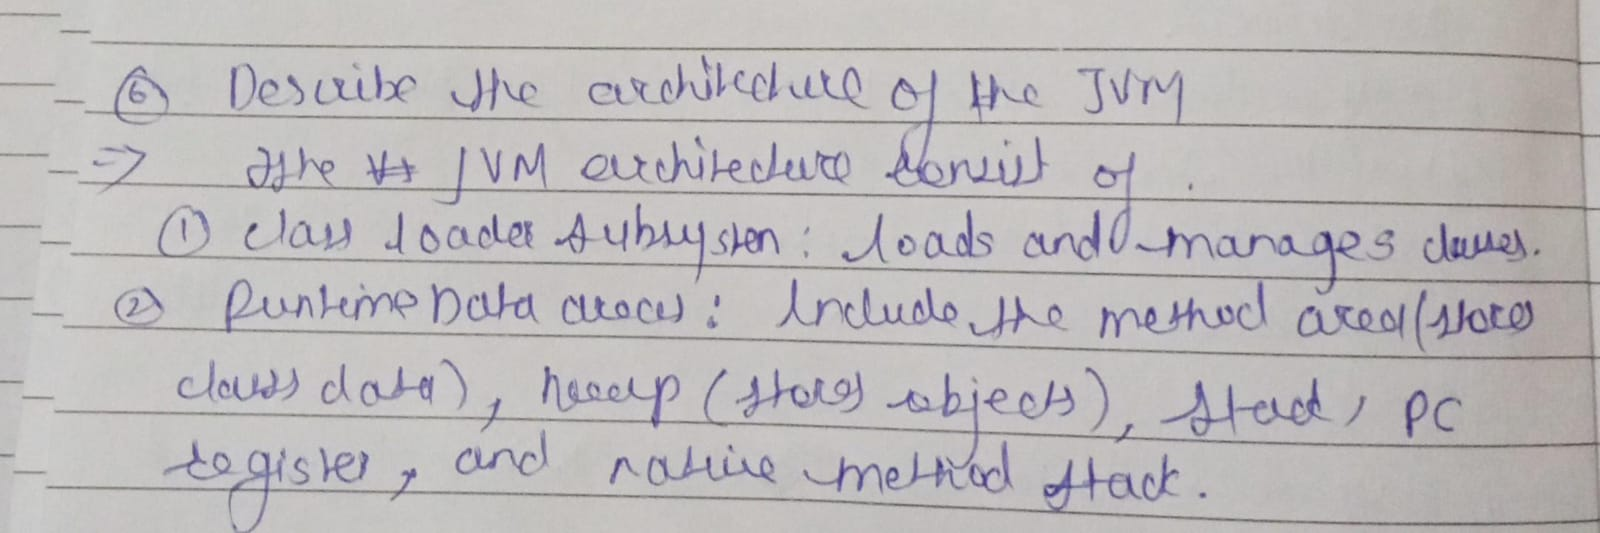 ⑥ Describe the architecture of the JVM
⇒ The JVM architecture consist of .
① class loader subsystem : loads and manages classes.
② Runtime Data areas : Include the method area (stores
class data), heap (stores objects), stack, PC
register, and native method stack.